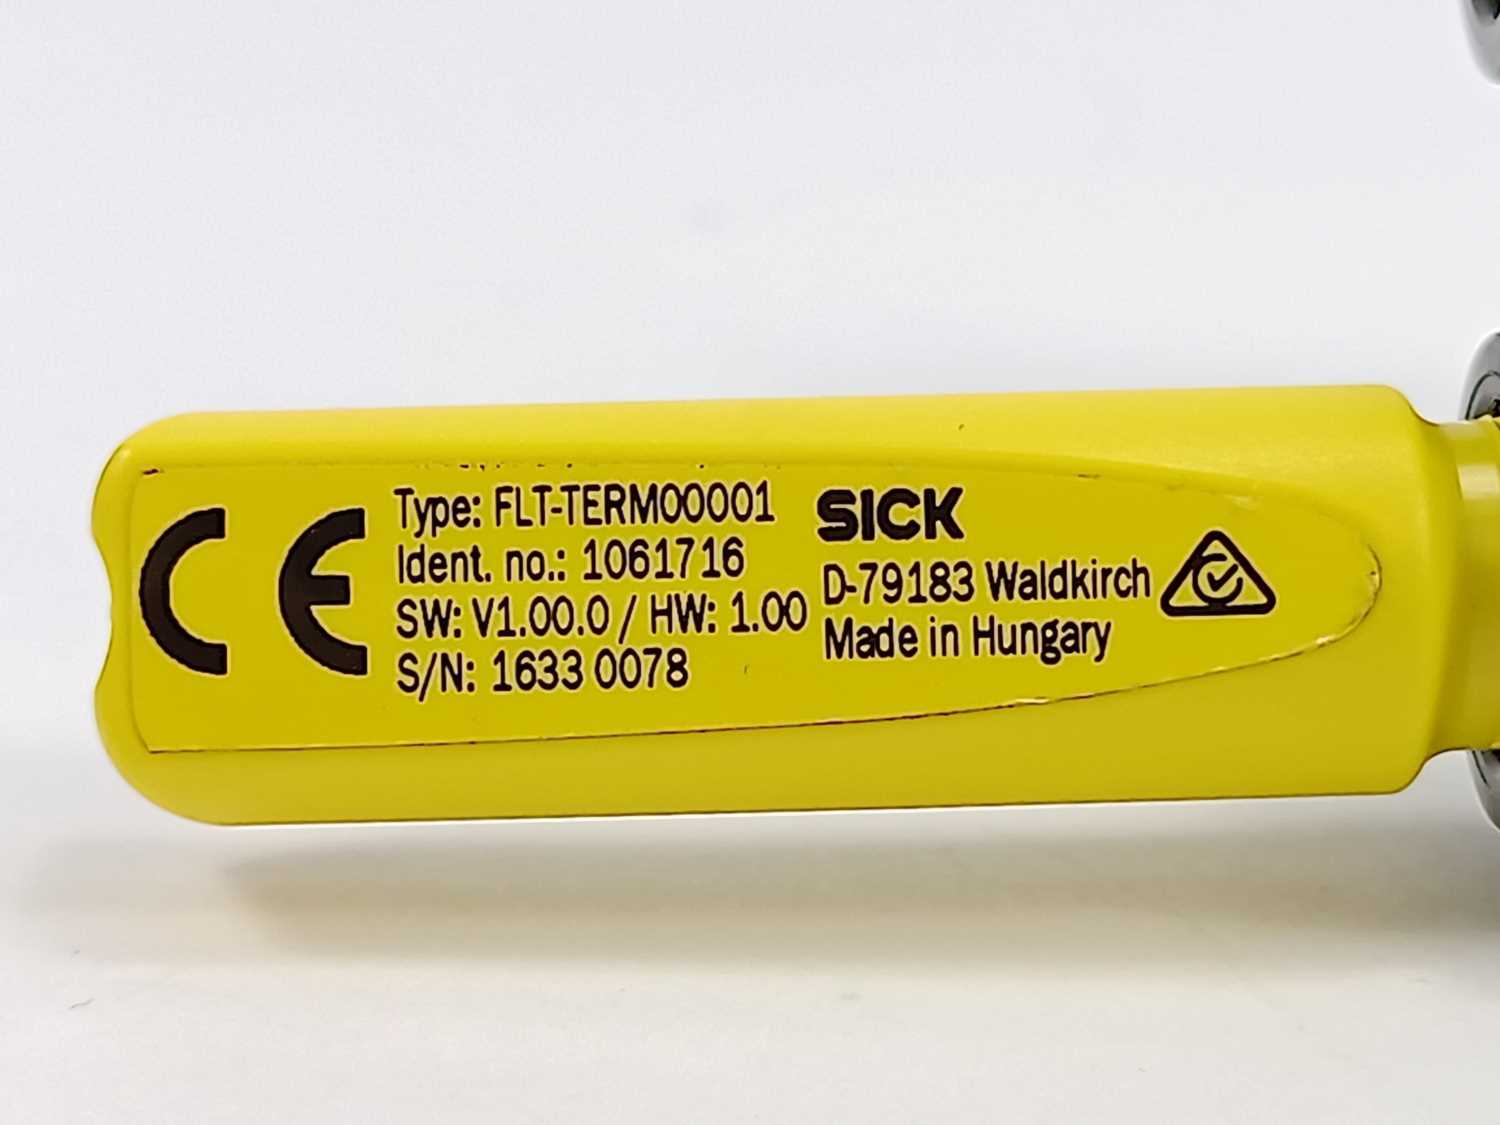 CE
Type: FLT-TERM00001
Ident. no.: 1061716
SW: V1.00.0 / HW: 1.00
S/N: 1633 0078
SICK
D-79183 Waldkirch
Made in Hungary